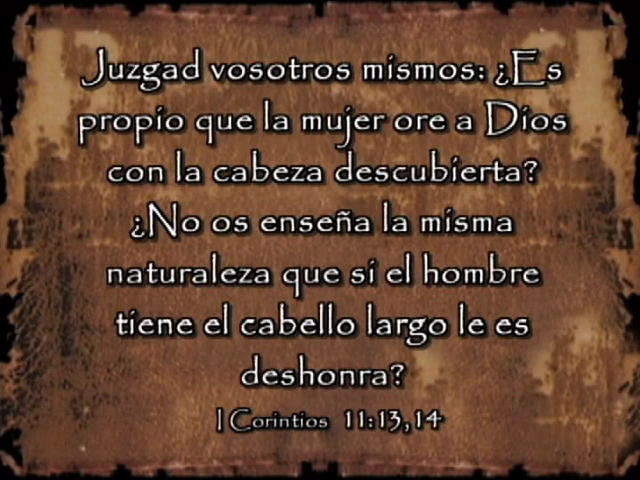 Juzgad vosotros mismos: ¿Es
propio que la mujer ore a Dios
con la cabeza descubierta?
¿No os enseña la misma
naturaleza que si el hombre
tiene el cabello largo le es
deshonra?
I Corintios 11:13,14